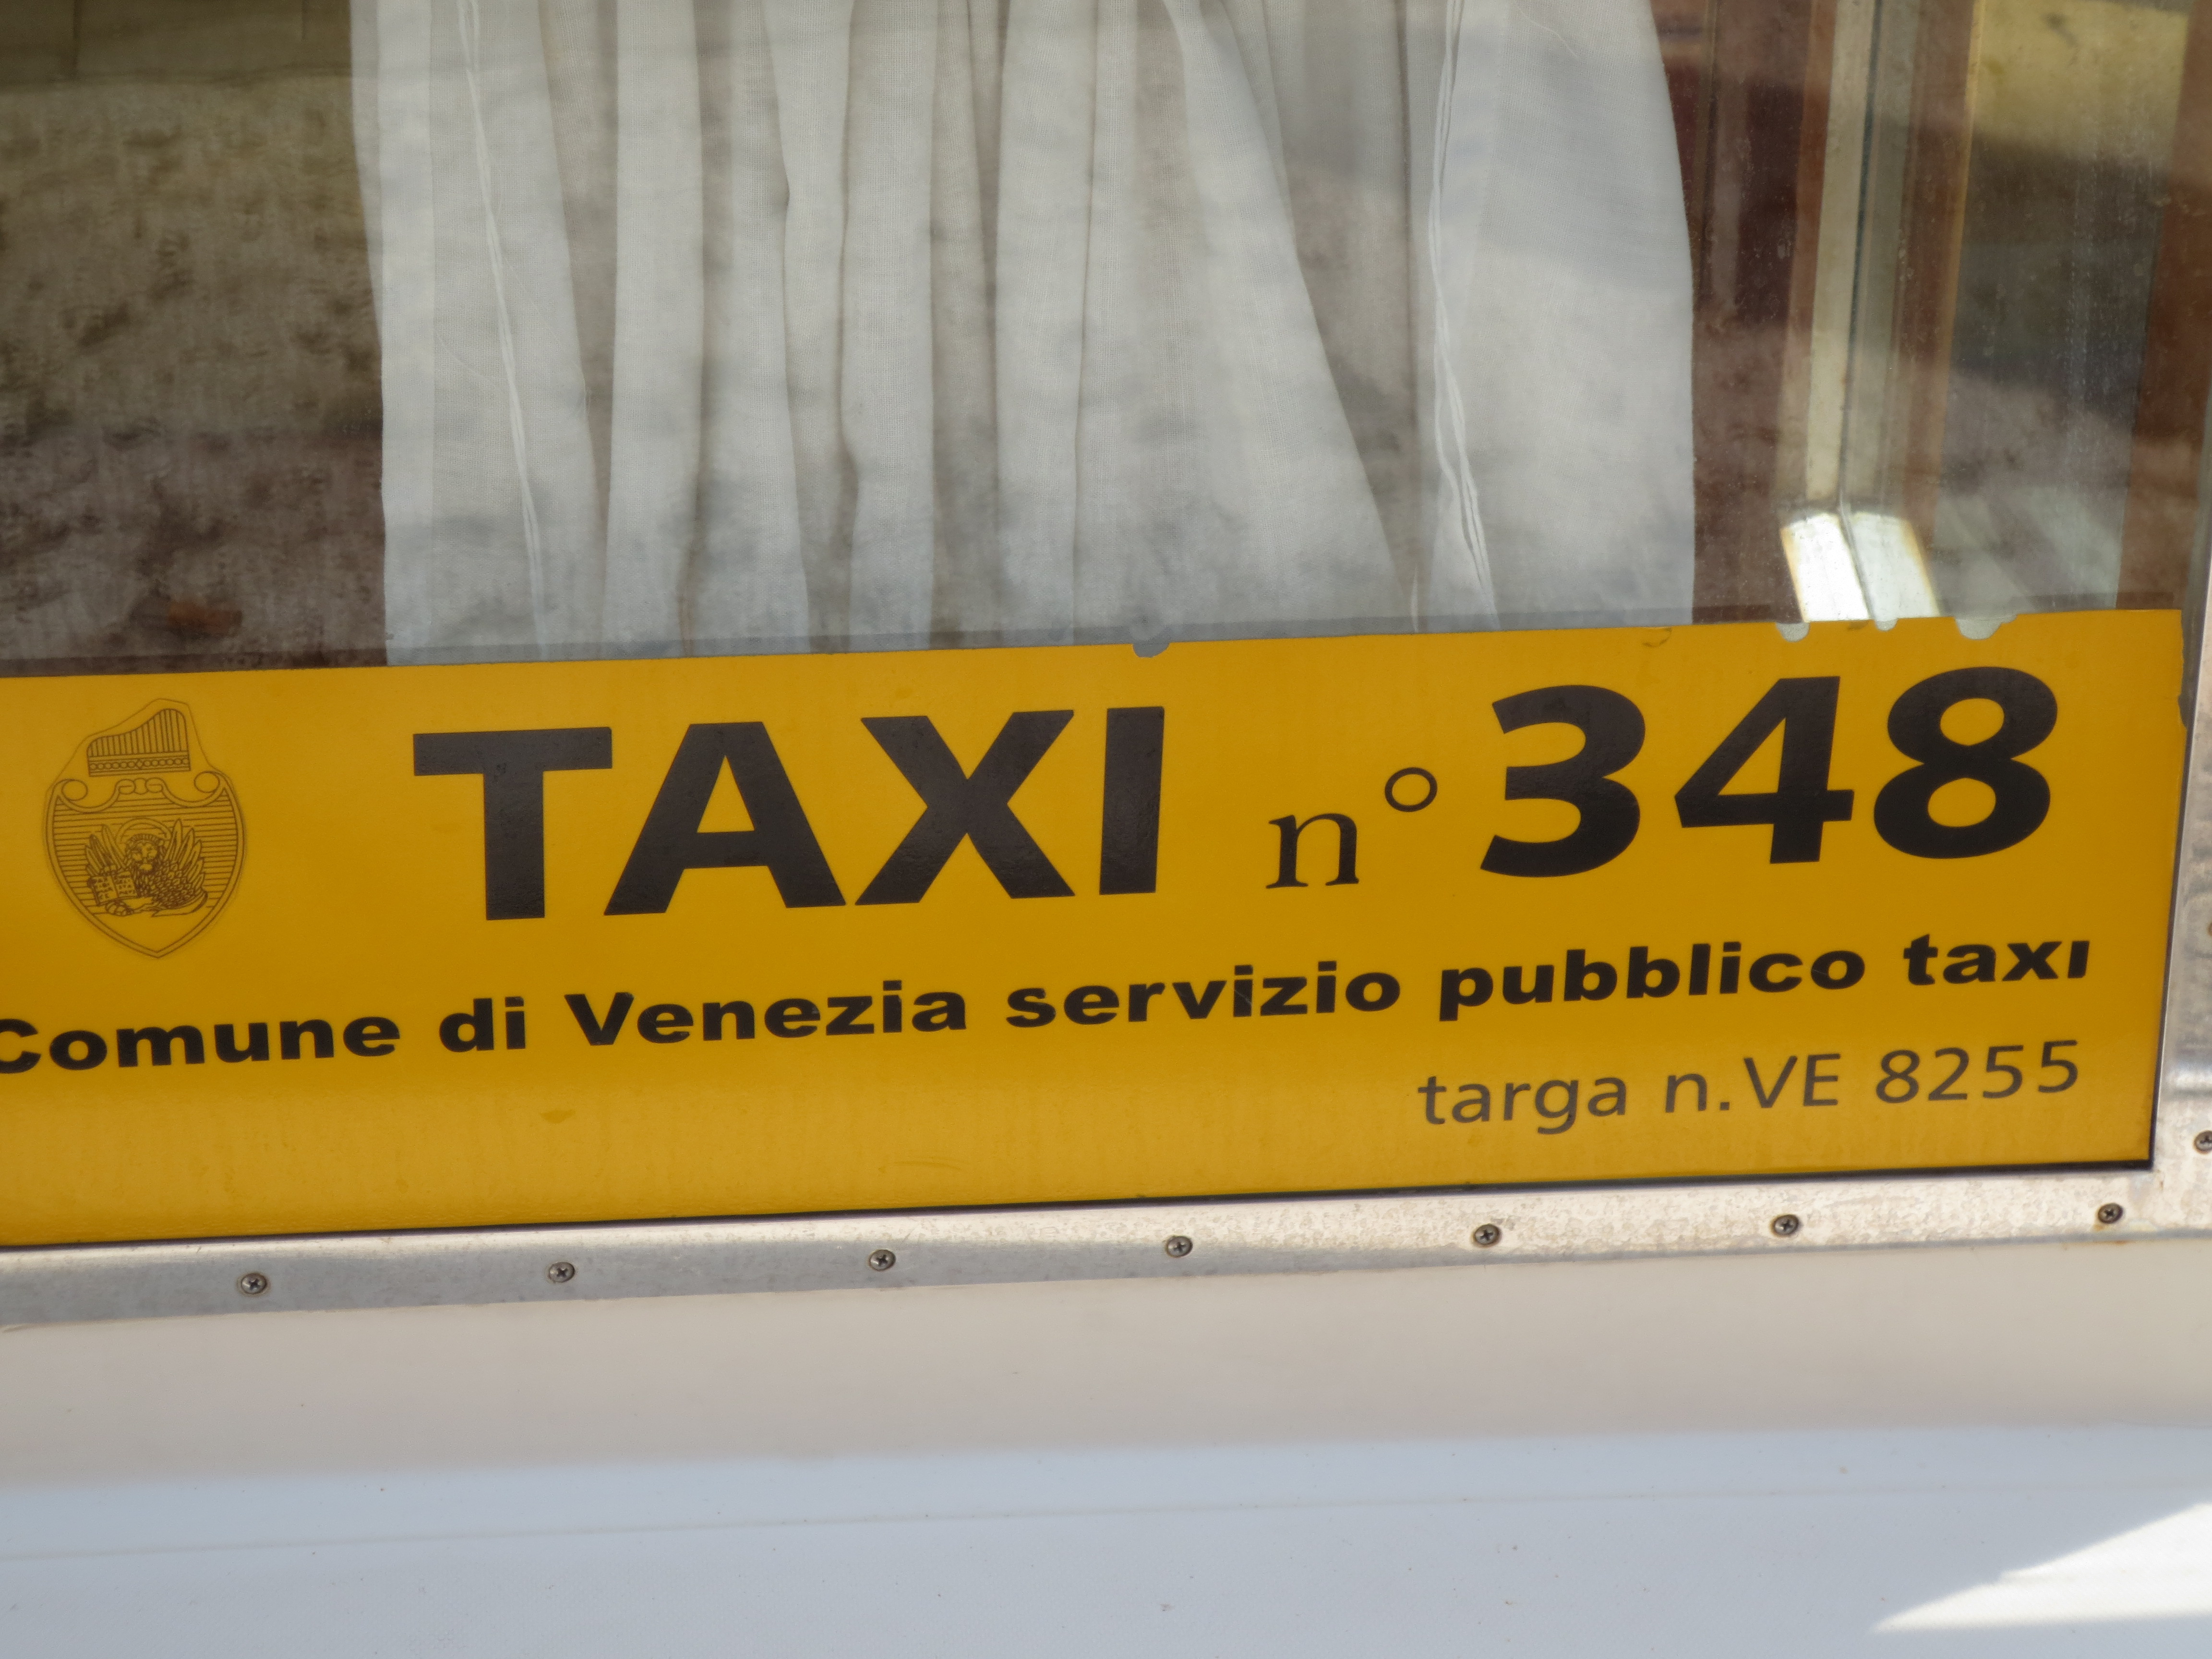 TAXI n° 348
Comune di Venezia servizio pubblico taxi
targa n.VE 8255